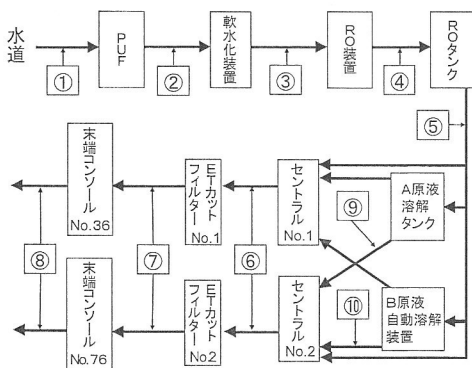 水道
①
PUF
②
軟水化装置
③
RO装置
④
ROタンク
⑤
末端コンソール
No.36
ETカット
フィルター
No.1
セントラル
No.1
A原液
溶解
タンク
⑨
⑧
⑦
⑥
末端コンソール
No.76
ETカット
フィルター
No.2
セントラル
No.2
⑩
B原液
自動溶解
装置